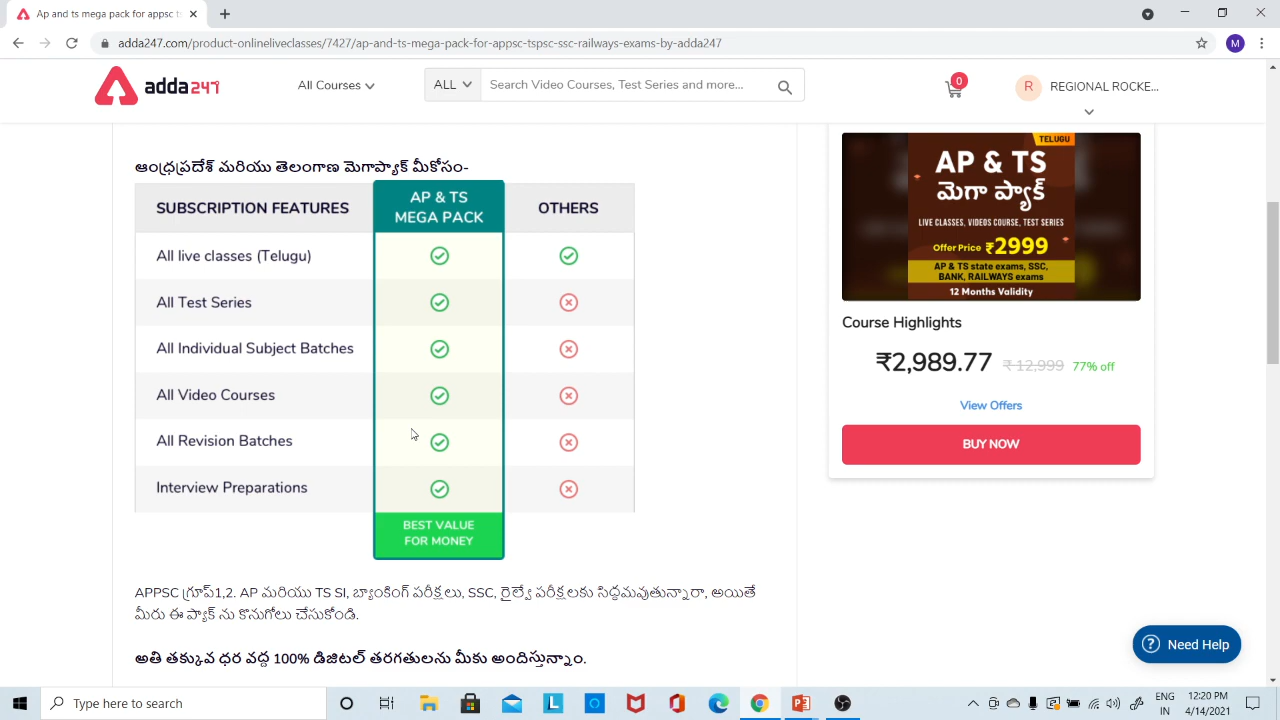 Ap and ts mega pack for appsc ts
adda247.com/product-onliveclasses/7427/ap-and-ts-mega-pack-for-appsc-tspsc-ssc-railways-exams-by-adda247
M
adda247
All Courses
ALL
Search Video Courses, Test Series and more...
0
R
REGIONAL ROCKE...
ఆంధ్రప్రదేశ్ మరియు తెలంగాణ మెగాప్యాక్ మీకోసం-
SUBSCRIPTION FEATURES
AP & TS
MEGA PACK
OTHERS
All live classes (Telugu)
All Test Series
All Individual Subject Batches
All Video Courses
All Revision Batches
Interview Preparations
BEST VALUE
FOR MONEY
APPSC గ్రూప్1,2. AP మరియు TS SI, బ్యాంకింగ్ పరీక్షలు, SSC, రైల్వే పరీక్షలకు సిద్ధమవుతున్నారా, అయితే
మీరు ఈ ప్యాక్ ను కొనుగోలు చేసుకోండి.
అతి తక్కువ ధర వద్ద 100% డిజిటల్ తరగతులను మీకు అందిస్తున్నాం.
TELUGU
AP & TS
మెగా ప్యాక్
LIVE CLASSES, VIDEOS COURSE, TEST SERIES
Offer Price ₹2999
AP & TS state exams, SSC,
BANK, RAILWAYS exams
12 Months Validity
Course Highlights
₹2,989.77 ₹ 12,999 77% off
View Offers
BUY NOW
Need Help
Type here to search
ENG
IN
12:20 PM
4/14/2021